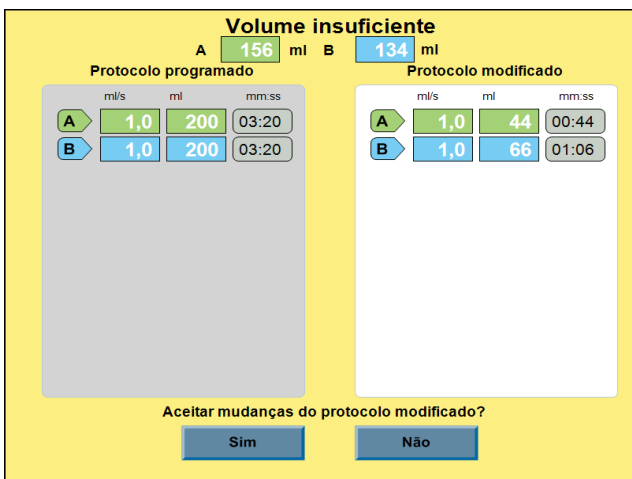 Volume insuficiente
A 156 ml B 134 ml
Protocolo programado
ml/s ml mm:ss
A 1,0 200 03:20
B 1,0 200 03:20
Protocolo modificado
ml/s ml mm:ss
A 1,0 44 00:44
B 1,0 66 01:06
Aceitar mudanças do protocolo modificado?
Sim
Não